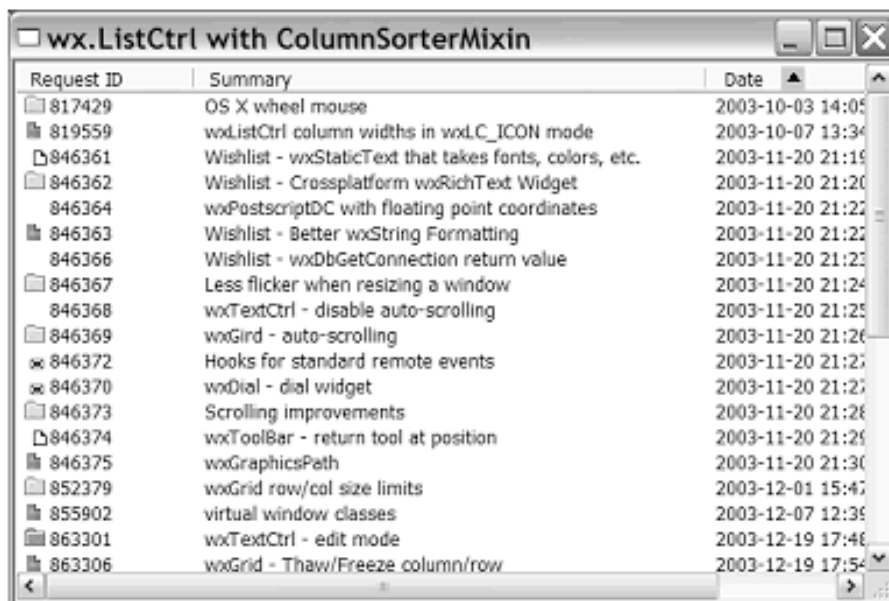 wx.ListCtrl with ColumnSorterMixin
Request ID Summary Date
817429 OS X wheel mouse 2003-10-03 14:05
819559 wxListCtrl column widths in wxLC_ICON mode 2003-10-07 13:34
846361 Wishlist - wxStaticText that takes fonts, colors, etc. 2003-11-20 21:19
846362 Wishlist - Crossplatform wxRichText Widget 2003-11-20 21:20
846364 wxPostscriptDC with floating point coordinates 2003-11-20 21:22
846363 Wishlist - Better wxString Formatting 2003-11-20 21:22
846366 Wishlist - wxDbGetConnection return value 2003-11-20 21:23
846367 Less flicker when resizing a window 2003-11-20 21:24
846368 wxTextCtrl - disable auto-scrolling 2003-11-20 21:25
846369 wxGird - auto-scrolling 2003-11-20 21:26
846372 Hooks for standard remote events 2003-11-20 21:27
846370 wxDial - dial widget 2003-11-20 21:27
846373 Scrolling improvements 2003-11-20 21:28
846374 wxToolBar - return tool at position 2003-11-20 21:29
846375 wxGraphicsPath 2003-11-20 21:30
852379 wxGrid row/col size limits 2003-12-01 15:47
855902 virtual window classes 2003-12-07 12:39
863301 wxTextCtrl - edit mode 2003-12-19 17:48
863306 wxGrid - Thaw/Freeze column/row 2003-12-19 17:54